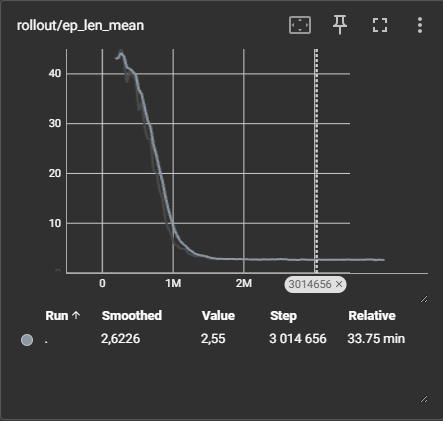 rollout/ep_len_mean
40
30
20
10
0 1M 2M
3014656 ×
Run ↑ Smoothed Value Step Relative
. 2,6226 2,55 3 014 656 33.75 min